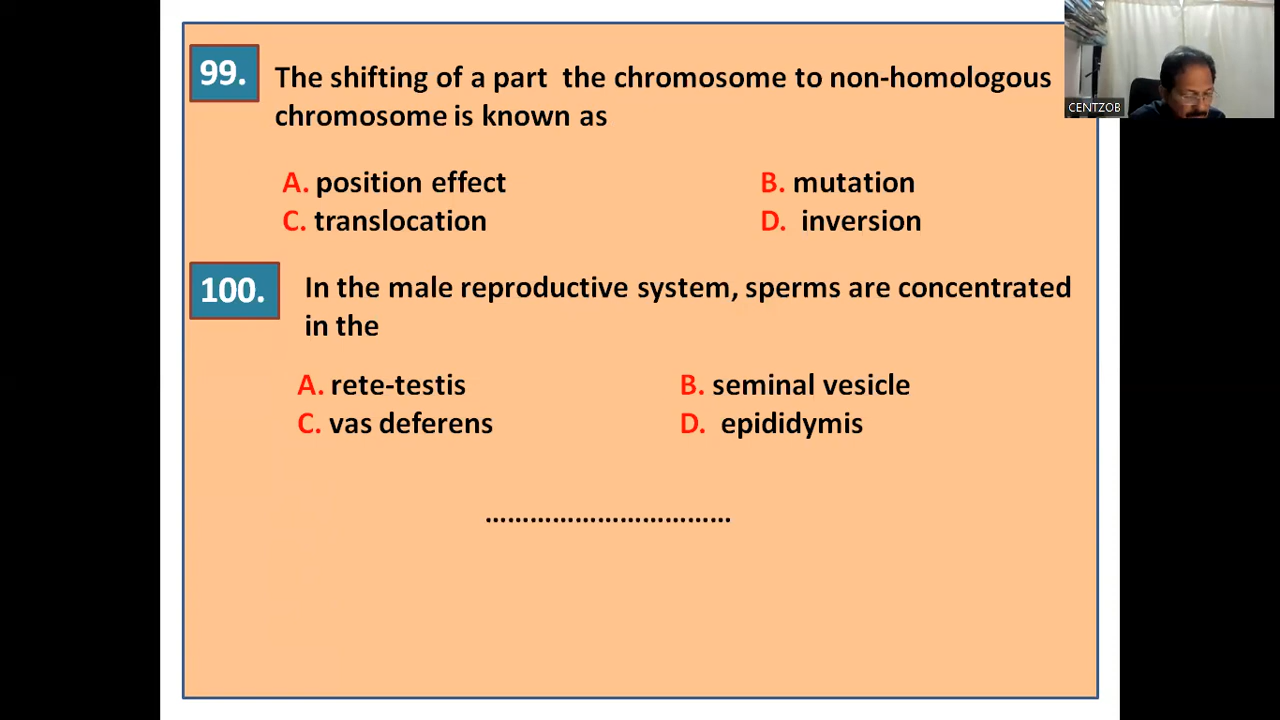 99. The shifting of a part the chromosome to non-homologous
chromosome is known as
A. position effect B. mutation
C. translocation D. inversion
100. In the male reproductive system, sperms are concentrated
in the
A. rete-testis B. seminal vesicle
C. vas deferens D. epididymis
.................................
CENTZOB